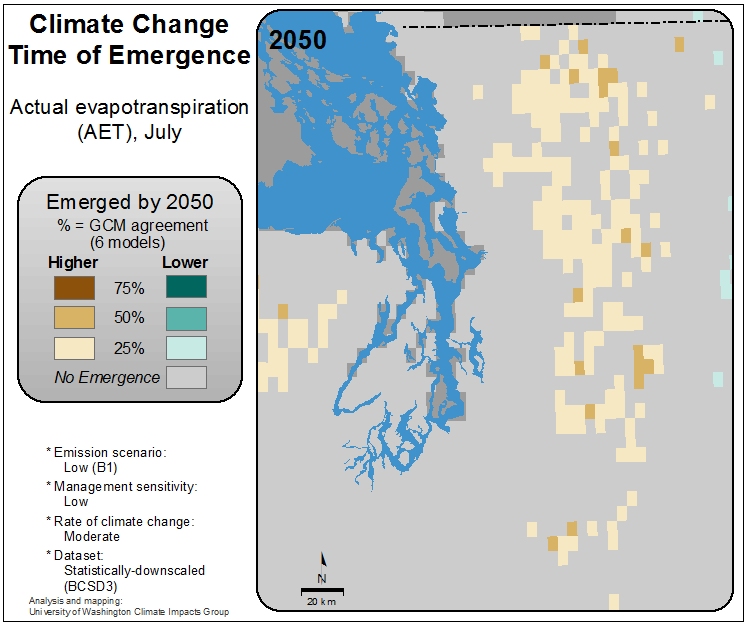 Climate Change
Time of Emergence
Actual evapotranspiration
(AET), July
Emerged by 2050
% = GCM agreement
(6 models)
Higher Lower
75%
50%
25%
No Emergence
* Emission scenario:
Low (B1)
* Management sensitivity:
Low
* Rate of climate change:
Moderate
* Dataset:
Statistically-downscaled
(BCSD3)
Analysis and mapping:
University of Washington Climate Impacts Group
2050
N
20 km